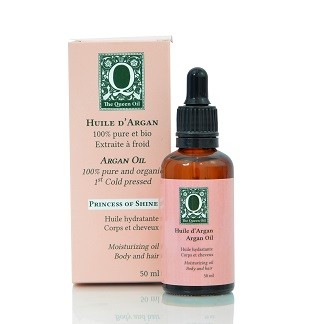 Q
The Queen Oil
HUILE D'ARGAN
100% pure et bio
Extraite à froid
ARGAN OIL
100% pure and organic
1st Cold pressed
PRINCESS OF SHINE
Huile hydratante
Corps et cheveux
Moisturizing oil
Body and hair
50 ml
Q
The Queen Oil
Huile d'Argan
Argan Oil
Huile hydratante
Corps et cheveux
Moisturizing oil
Body and hair
50 ml